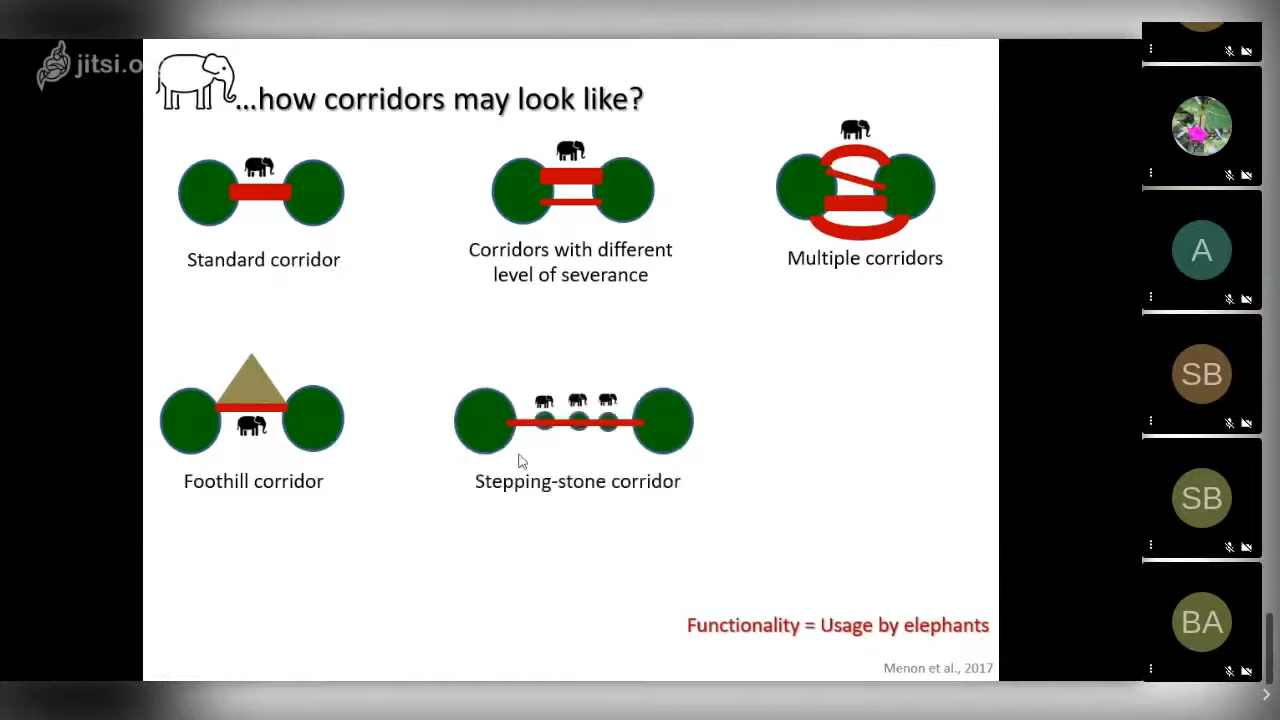 jitsi.o
...how corridors may look like?
Standard corridor
Corridors with different
level of severance
Multiple corridors
Foothill corridor
Stepping-stone corridor
Functionality = Usage by elephants
Menon et al., 2017
A
SB
SB
BA